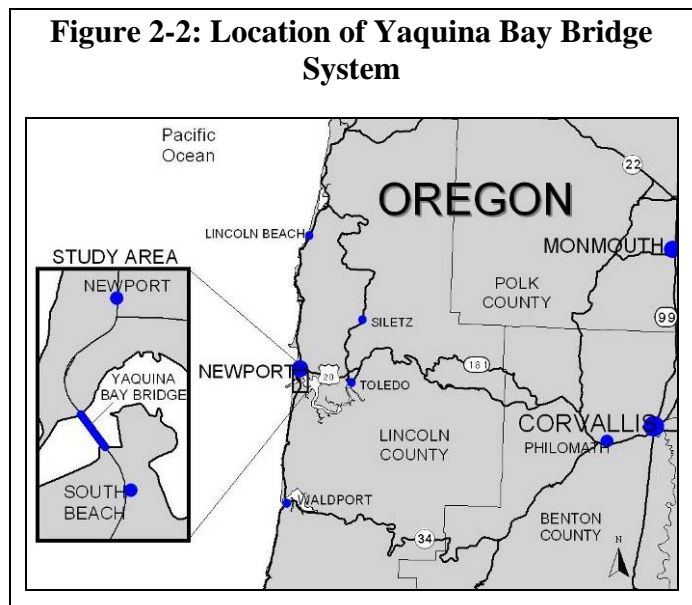 Figure 2-2: Location of Yaquina Bay Bridge
System
Pacific
Ocean
22
OREGON
LINCOLN BEACH
MONMOUTH
STUDY AREA
NEWPORT
POLK
COUNTY
99
SILETZ
YAQUINA
BAY BRIDGE
NEWPORT
20
181
TOLEDO
CORVALLIS
PHILOMATH
LINCOLN
COUNTY
SOUTH
BEACH
WALDPORT
BENTON
COUNTY
34
N